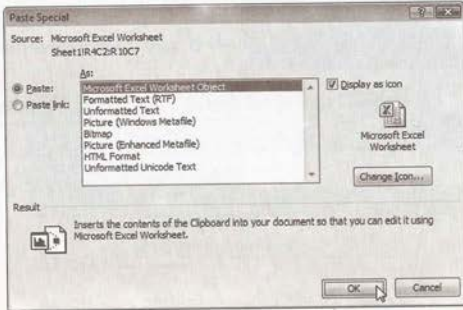 Paste Special
Source: Microsoft Excel Worksheet
Sheet1!R4C2:R10C7
As:
Paste:
Paste link:
Microsoft Excel Worksheet Object
Formatted Text (RTF)
Unformatted Text
Picture (Windows Metafile)
Bitmap
Picture (Enhanced Metafile)
HTML Format
Unformatted Unicode Text
Display as icon
Microsoft Excel
Worksheet
Change Icon...
Result
Inserts the contents of the Clipboard into your document so that you can edit it using
Microsoft Excel Worksheet.
OK
Cancel